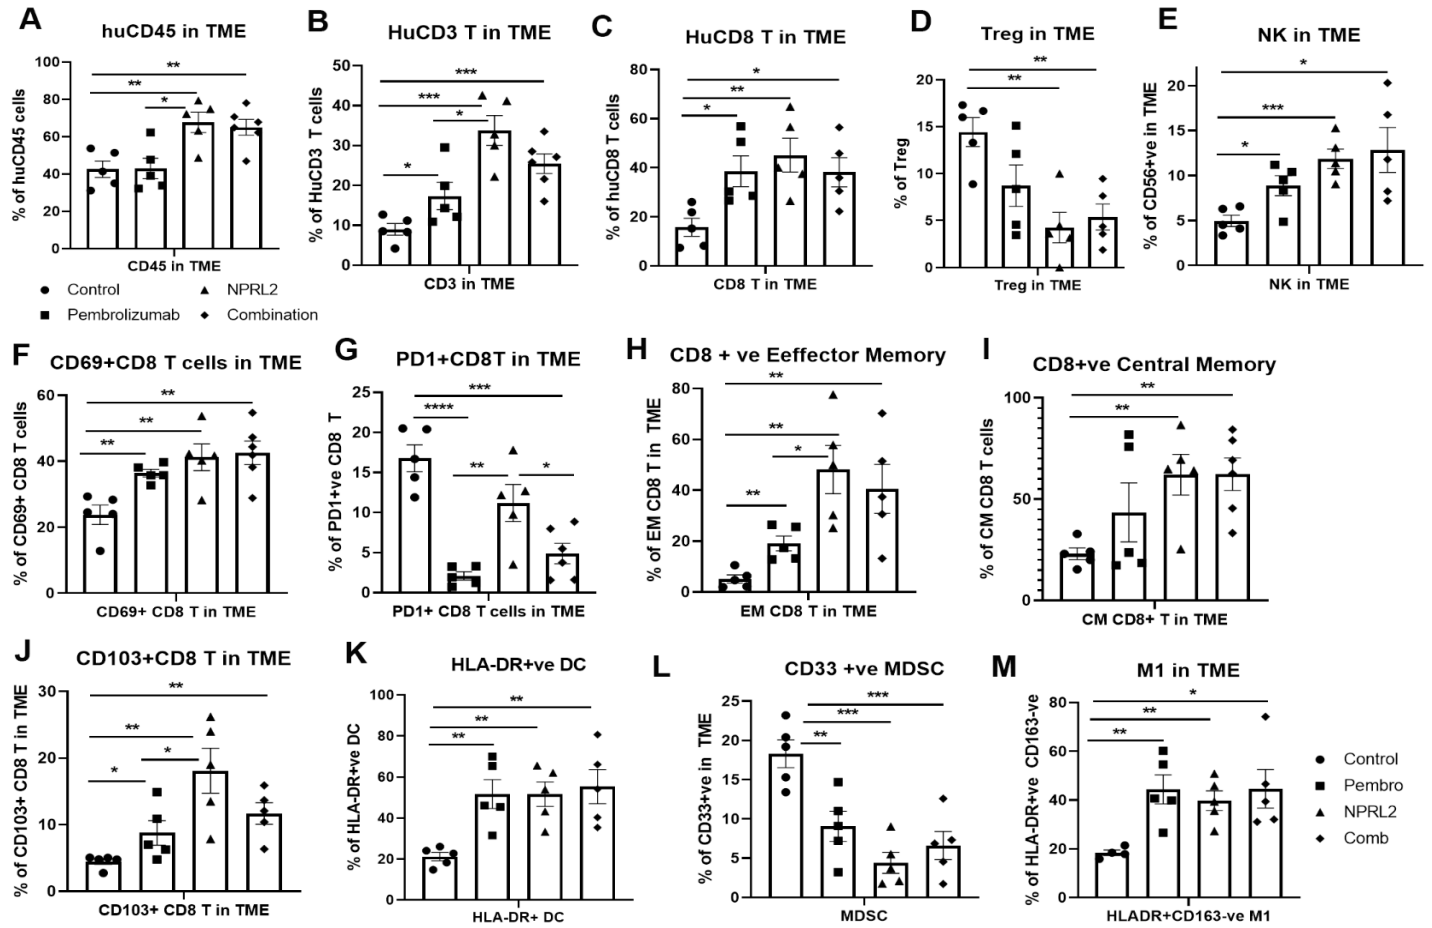 A
huCD45 in TME
% of huCD45 cells
100
80
60
40
20
0
**
**
*
CD45 in TME
B
HuCD3 T in TME
% of HuCD3 T cells
50
40
30
20
10
0
***
***
*
*
CD3 in TME
C
HuCD8 T in TME
% of huCD8 T cells
80
60
40
20
0
*
**
*
CD8 T in TME
D
Treg in TME
% of Treg
20
15
10
5
0
**
**
Treg in TME
E
NK in TME
% of CD56+ve in TME
20
15
10
5
0
*
***
*
NK in TME
Control
NPRL2
Pembrolizumab
Combination
F
CD69+CD8 T cells in TME
% of CD69+ CD8 T cells
60
40
20
0
**
**
**
CD69+ CD8 T in TME
G
PD1+CD8T in TME
% of PD1+ve CD8 T
25
20
15
10
5
0
***
****
**
*
PD1+ CD8 T cells in TME
H
CD8 + ve Eeffector Memory
% of EM CD8 T in TME
80
60
40
20
0
**
**
*
**
EM CD8 T in TME
I
CD8+ve Central Memory
% of CM CD8 T cells
100
50
0
**
**
CM CD8+ T in TME
J
CD103+CD8 T in TME
% of CD103+ CD8 T in TME
30
20
10
0
**
**
*
*
CD103+ CD8 T in TME
K
HLA-DR+ve DC
% of HLA-DR+ve DC
100
80
60
40
20
0
**
**
**
HLA-DR+ DC
L
CD33 +ve MDSC
% of CD33+ve in TME
25
20
15
10
5
0
***
***
**
MDSC
M
M1 in TME
% of HLA-DR+ve CD163-ve
80
60
40
20
0
*
**
**
HLADR+CD163-ve M1
Control
Pembro
NPRL2
Comb